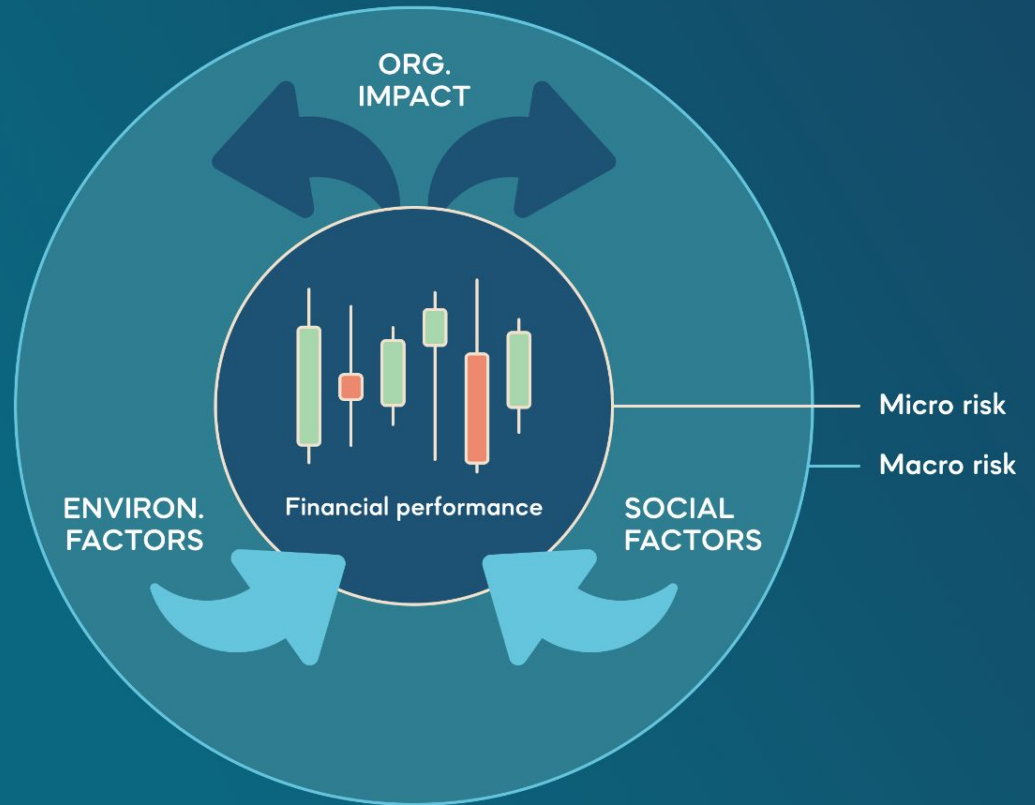 ORG.
IMPACT
Micro risk
Macro risk
ENVIRON.
FACTORS
Financial performance
SOCIAL
FACTORS